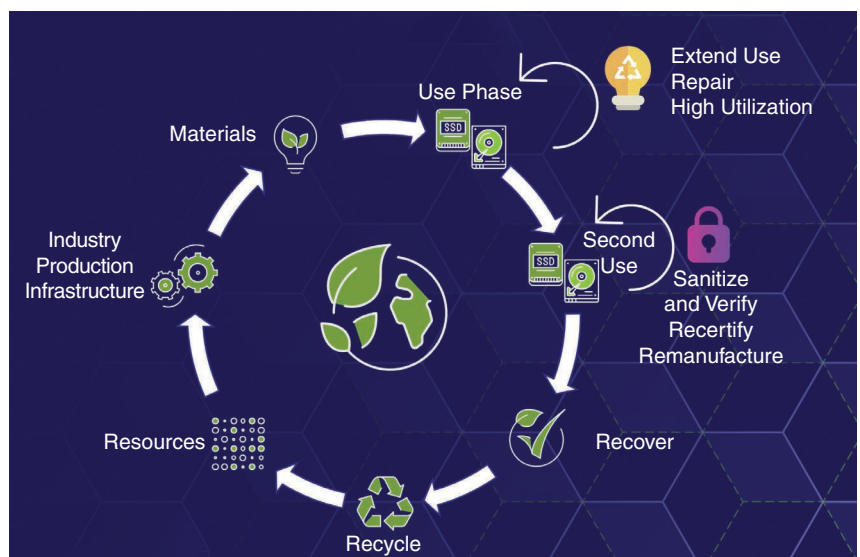 Use Phase
SSD
Extend Use
Repair
High Utilization
Materials
Second
Use
SSD
Sanitize
and Verify
Recertify
Remanufacture
Industry
Production
Infrastructure
Resources
Recover
Recycle